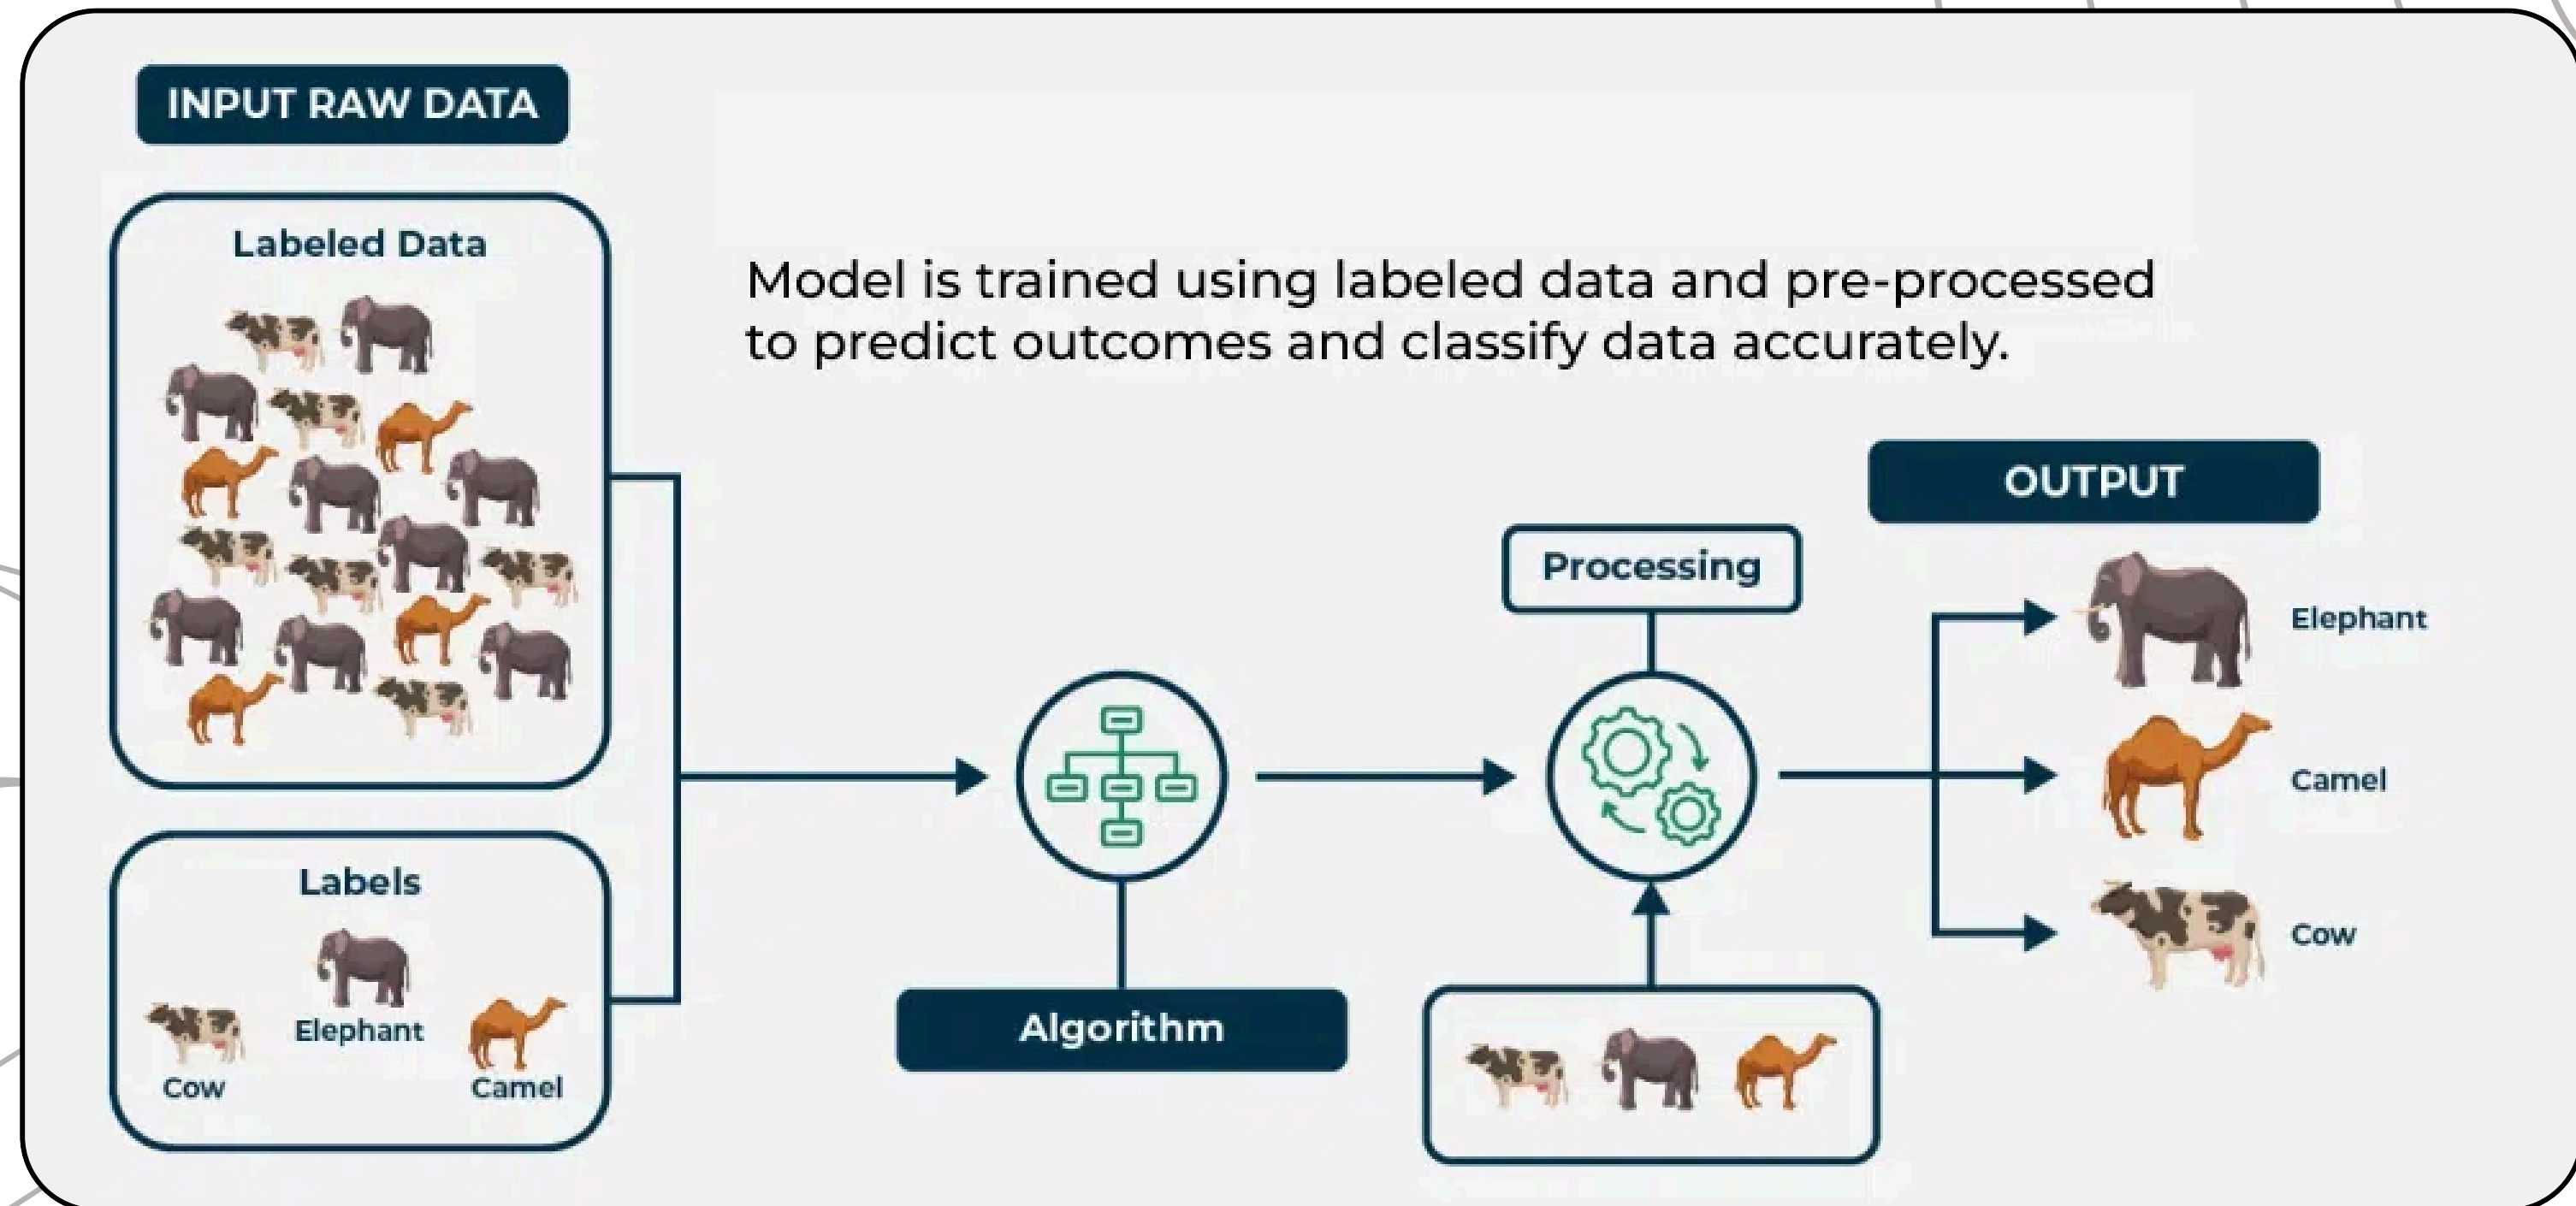 INPUT RAW DATA
Labeled Data
Model is trained using labeled data and pre-processed
to predict outcomes and classify data accurately.
OUTPUT
Processing
Elephant
Camel
Cow
Labels
Elephant
Cow
Camel
Algorithm